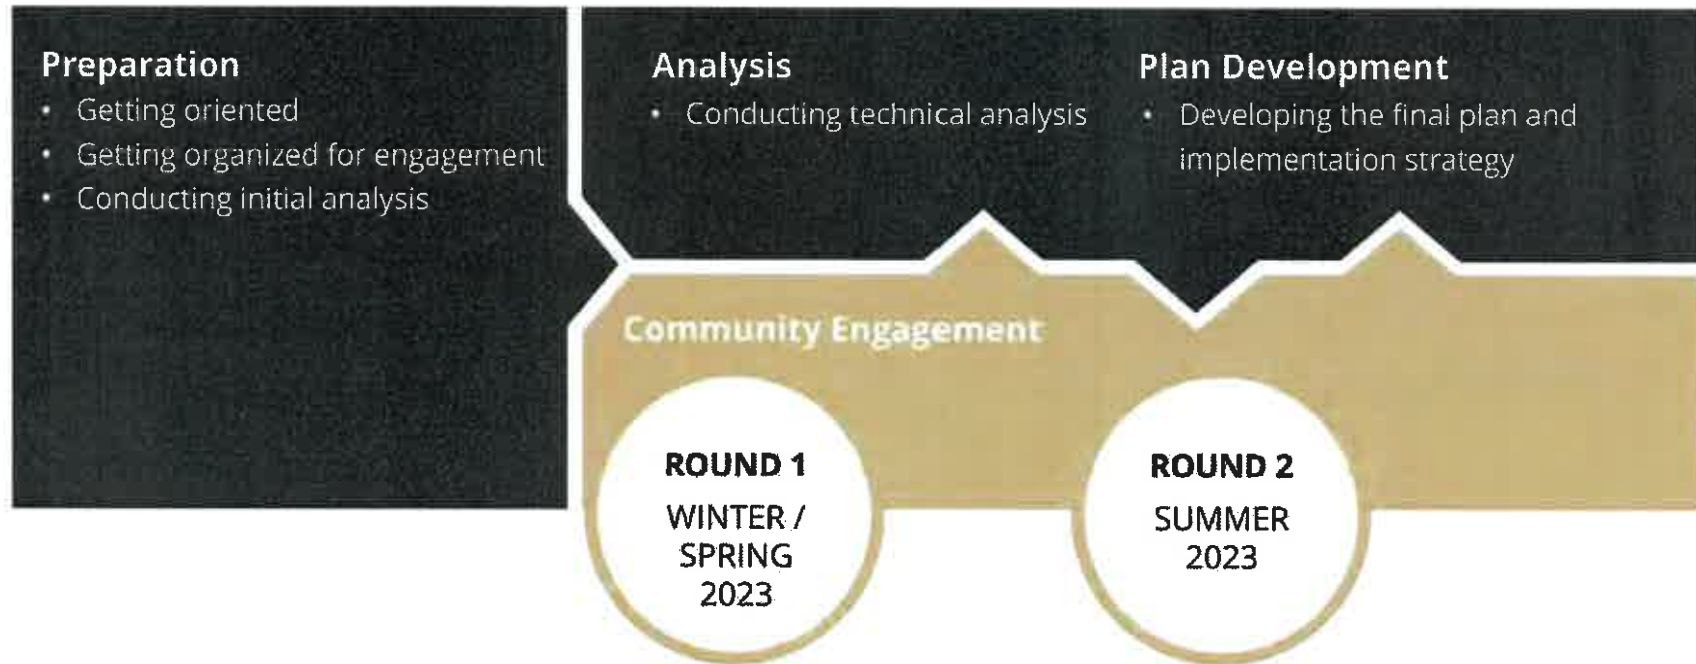 Preparation
• Getting oriented
• Getting organized for engagement
• Conducting initial analysis
Analysis
• Conducting technical analysis
Plan Development
• Developing the final plan and
implementation strategy
Community Engagement
ROUND 1
WINTER /
SPRING
2023
ROUND 2
SUMMER
2023